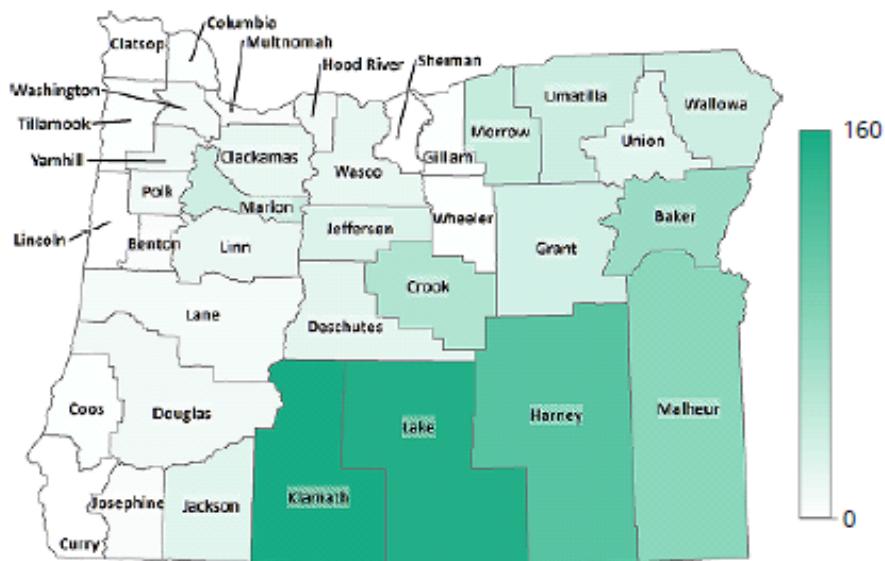 Columbia
Clatsop
Multnomah
Hood River
Sherman
Washington
Tillamook
Yamhill
Clackamas
Wasco
Gilliam
Morrow
Umatilla
Union
Wallowa
Polk
Marion
Lincoln
Benton
Linn
Jefferson
Wheeler
Grant
Baker
Crook
Lane
Deschutes
Coos
Douglas
Lake
Harney
Malheur
Josephine
Jackson
Klamath
Curry
160
0